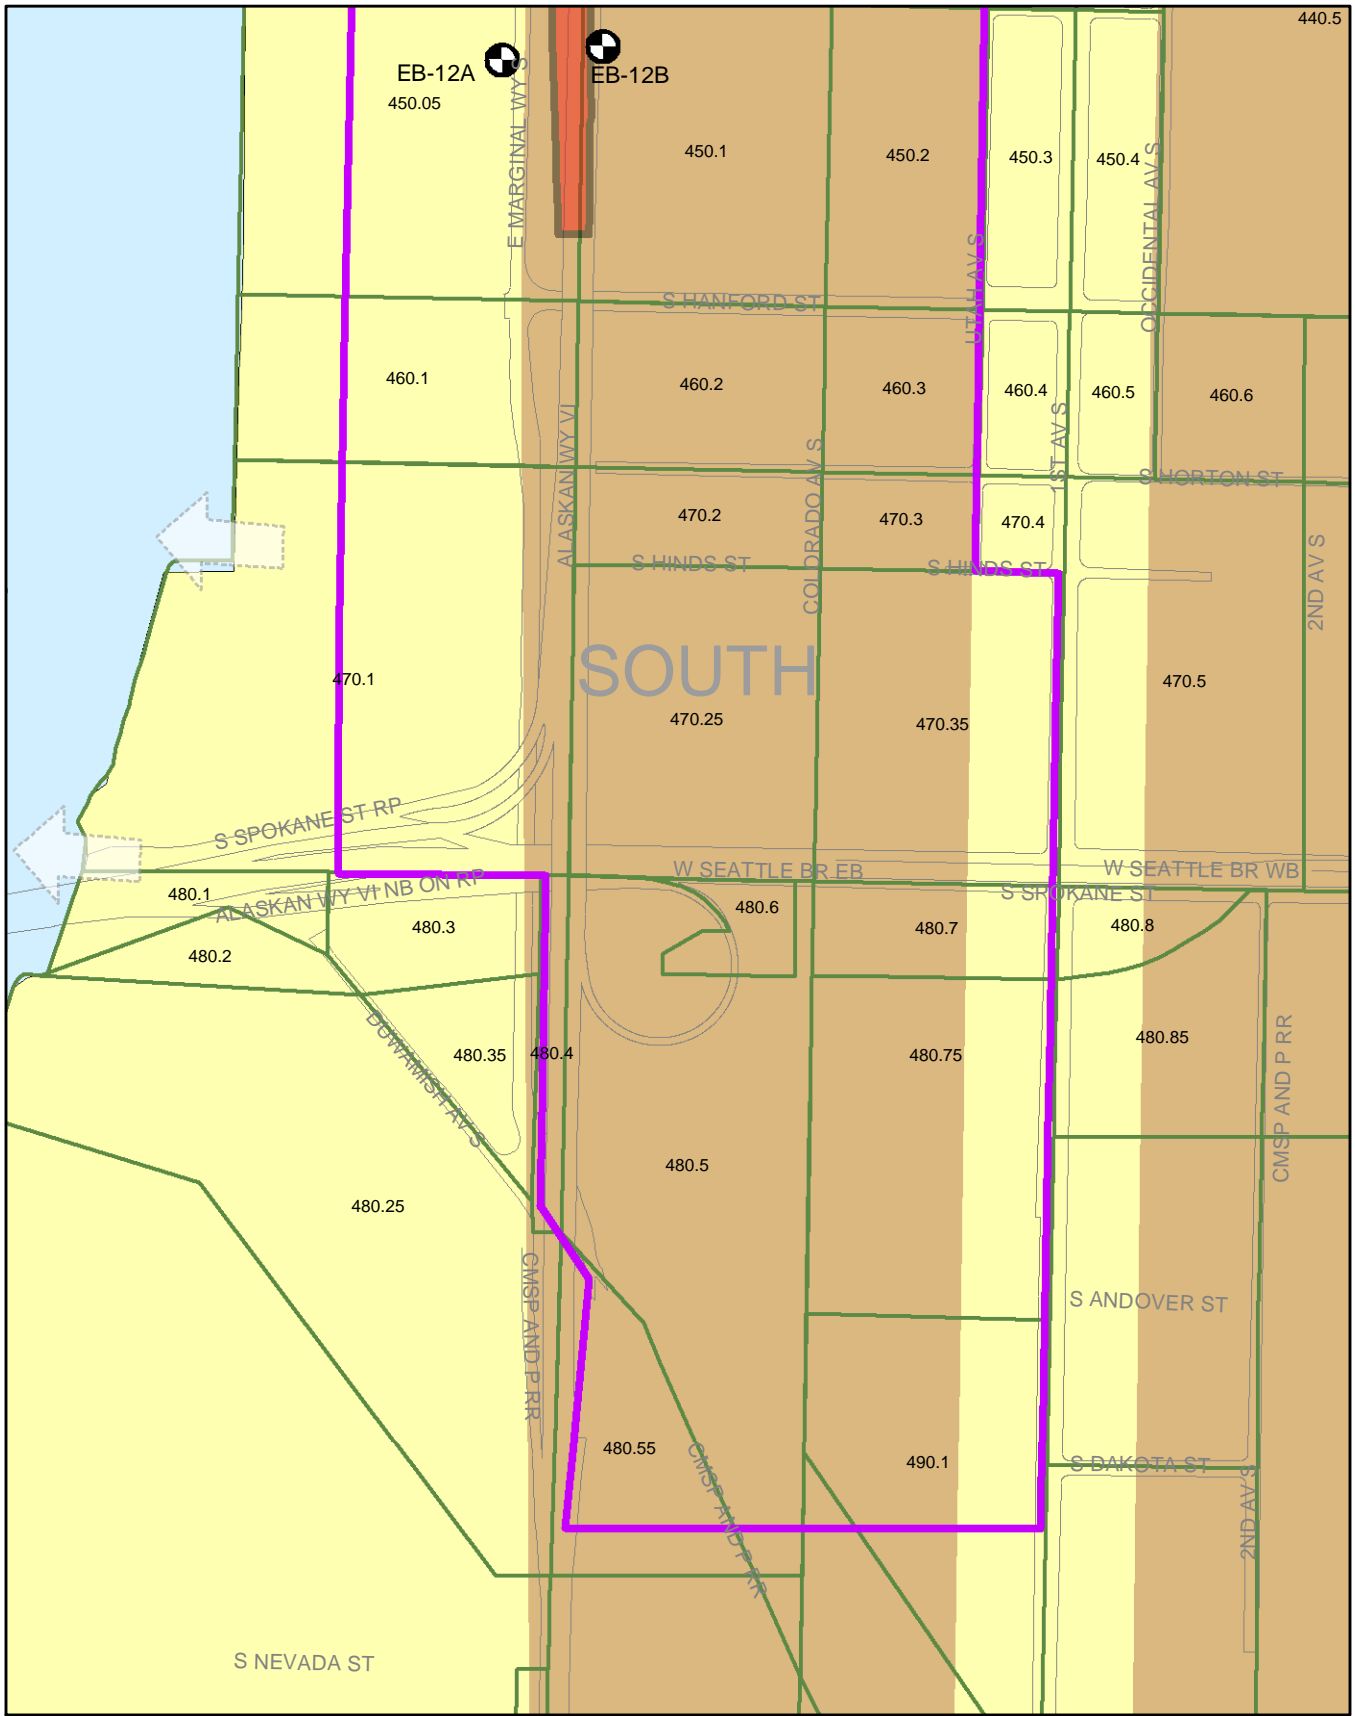 440.5
EB-12A
EB-12B
450.05
E MARGINAL WY S
450.1
450.2
450.3
450.4
OCCIDENTAL AV S
UTAH AV S
S HANFORD ST
460.1
460.2
460.3
460.4
460.5
460.6
ALASKAN WY VI
COLORADO AV S
1ST AV S
S HORTON ST
470.2
470.3
470.4
S HINDS ST
S HINDS ST
2ND AV S
SOUTH
470.1
470.25
470.35
470.5
S SPOKANE ST RP
W SEATTLE BR EB
W SEATTLE BR WB
480.1
ALASKAN WY VI NB ON RP
S SPOKANE ST
480.2
480.3
480.6
480.7
480.8
DUWAMISH AV S
480.35
480.4
480.75
480.85
CMSP AND P RR
480.25
480.5
CMSP AND P RR
S ANDOVER ST
480.55
CMSP AND P RR
490.1
S DAKOTA ST
2ND AV S
S NEVADA ST